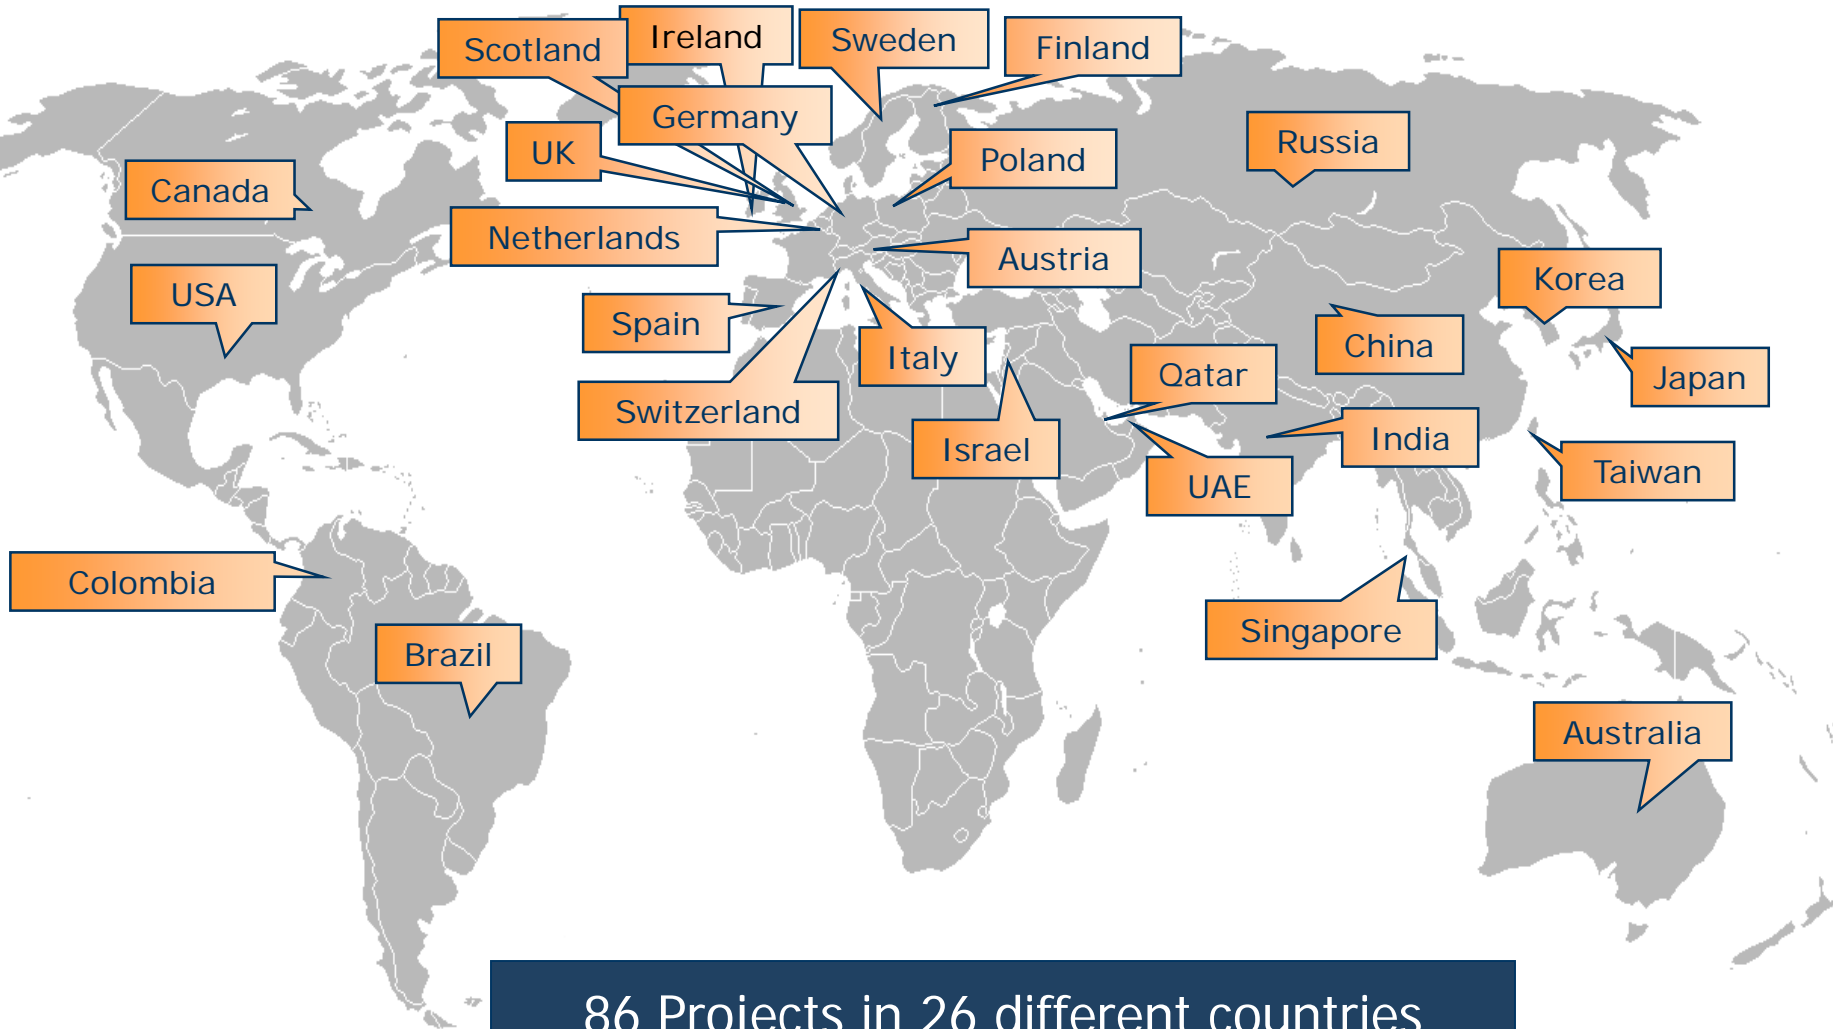 Ireland
Sweden
Finland
Scotland
Germany
UK
Poland
Russia
Canada
Netherlands
Austria
Korea
USA
Spain
Italy
China
Qatar
Japan
Switzerland
Israel
India
UAE
Taiwan
Colombia
Singapore
Brazil
Australia
86 Projects in 26 different countries